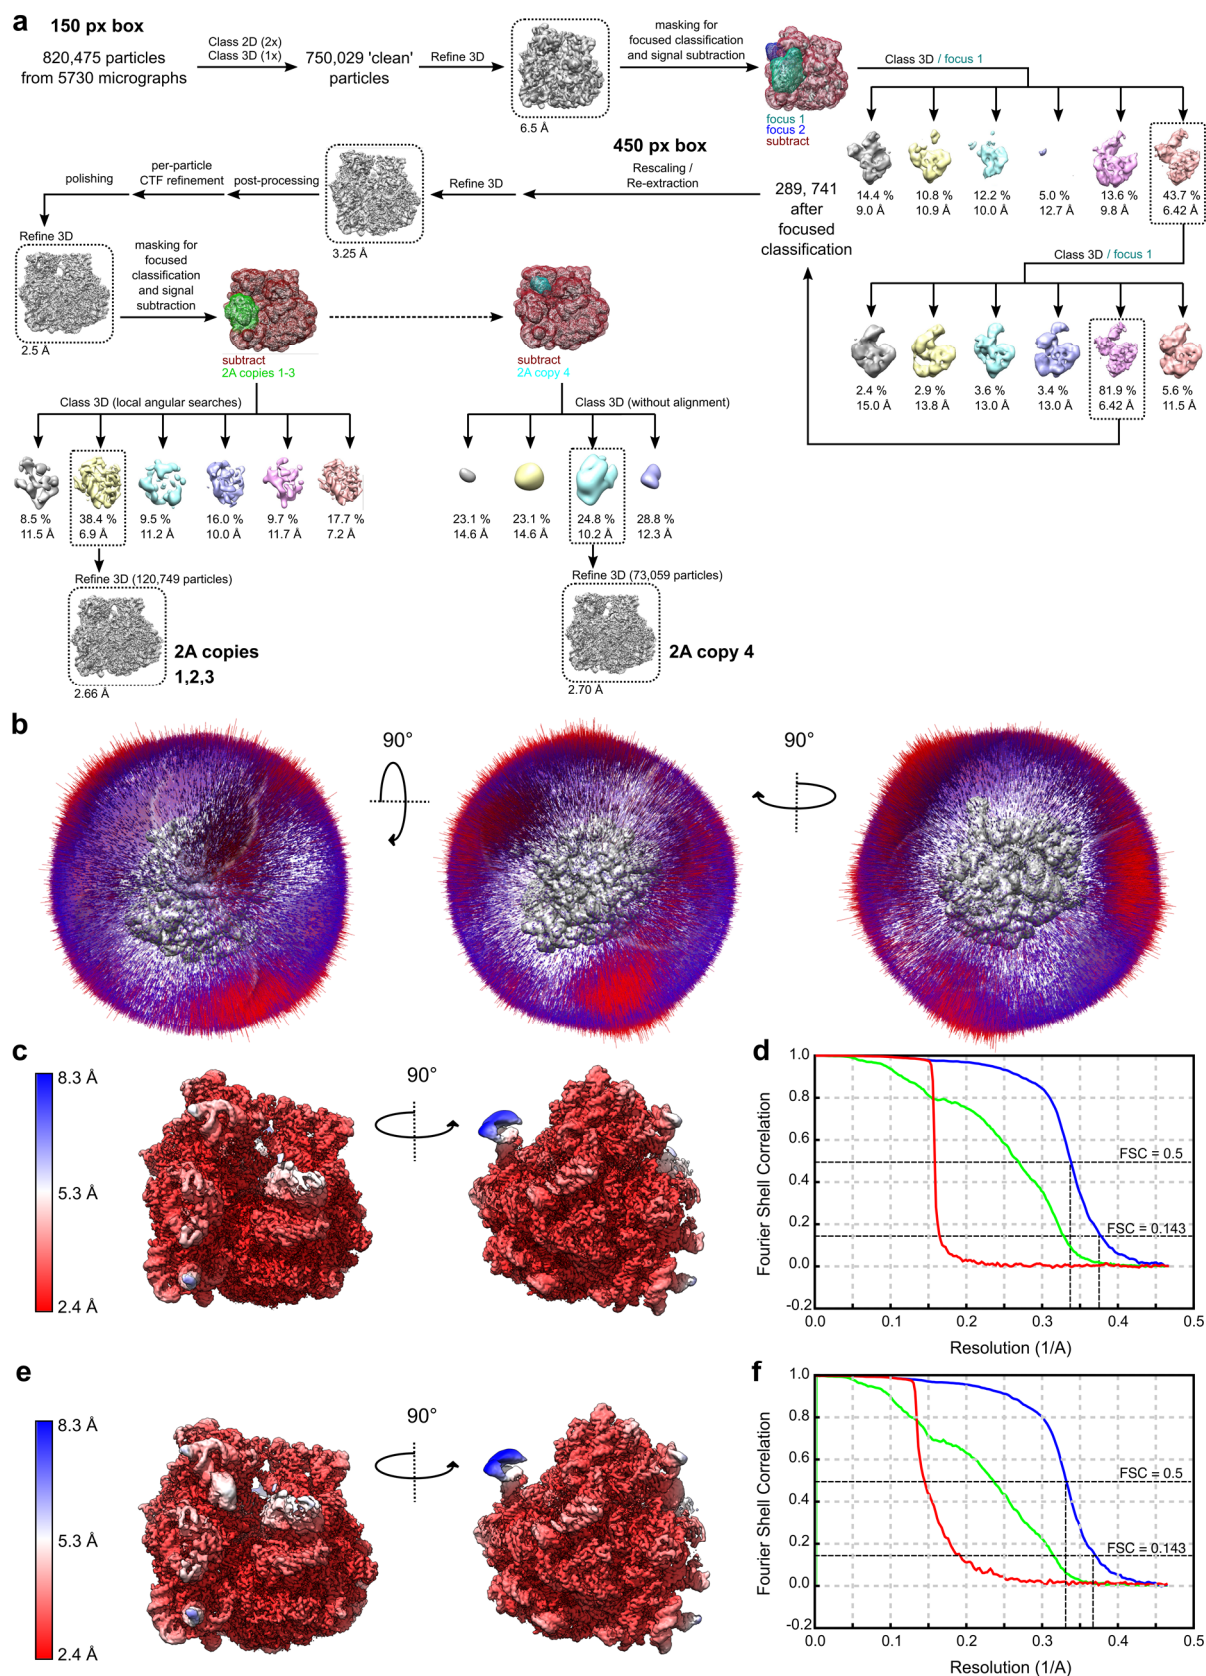 a
150 px box
820,475 particles
from 5730 micrographs
Class 2D (2x)
Class 3D (1x)
750,029 'clean'
particles
Refine 3D
6.5 Å
masking for
focused classification
and signal subtraction
focus 1
focus 2
subtract
Class 3D / focus 1
14.4 %
9.0 Å
10.8 %
10.9 Å
12.2 %
10.0 Å
5.0 %
12.7 Å
13.6 %
9.8 Å
43.7 %
6.42 Å
Class 3D / focus 1
2.4 %
15.0 Å
2.9 %
13.8 Å
3.6 %
13.0 Å
3.4 %
13.0 Å
81.9 %
6.42 Å
5.6 %
11.5 Å
289, 741
after
focused
classification
450 px box
Rescaling /
Re-extraction
Refine 3D
3.25 Å
post-processing
per-particle
CTF refinement
polishing
Refine 3D
2.5 Å
masking for
focused
classification
and signal
subtraction
subtract
2A copies 1-3
subtract
2A copy 4
Class 3D (local angular searches)
8.5 %
11.5 Å
38.4 %
6.9 Å
9.5 %
11.2 Å
16.0 %
10.0 Å
9.7 %
11.7 Å
17.7 %
7.2 Å
Class 3D (without alignment)
23.1 %
14.6 Å
23.1 %
14.6 Å
24.8 %
10.2 Å
28.8 %
12.3 Å
Refine 3D (120,749 particles)
2.66 Å
2A copies
1,2,3
Refine 3D (73,059 particles)
2.70 Å
2A copy 4
b
90°
90°
c
8.3 Å
5.3 Å
2.4 Å
90°
d
Fourier Shell Correlation
1.0
0.8
0.6
0.4
0.2
0.0
-0.2
FSC = 0.5
FSC = 0.143
0.0
0.1
0.2
0.3
0.4
0.5
Resolution (1/A)
e
8.3 Å
5.3 Å
2.4 Å
90°
f
Fourier Shell Correlation
1.0
0.8
0.6
0.4
0.2
0.0
-0.2
FSC = 0.5
FSC = 0.143
0.0
0.1
0.2
0.3
0.4
0.5
Resolution (1/A)